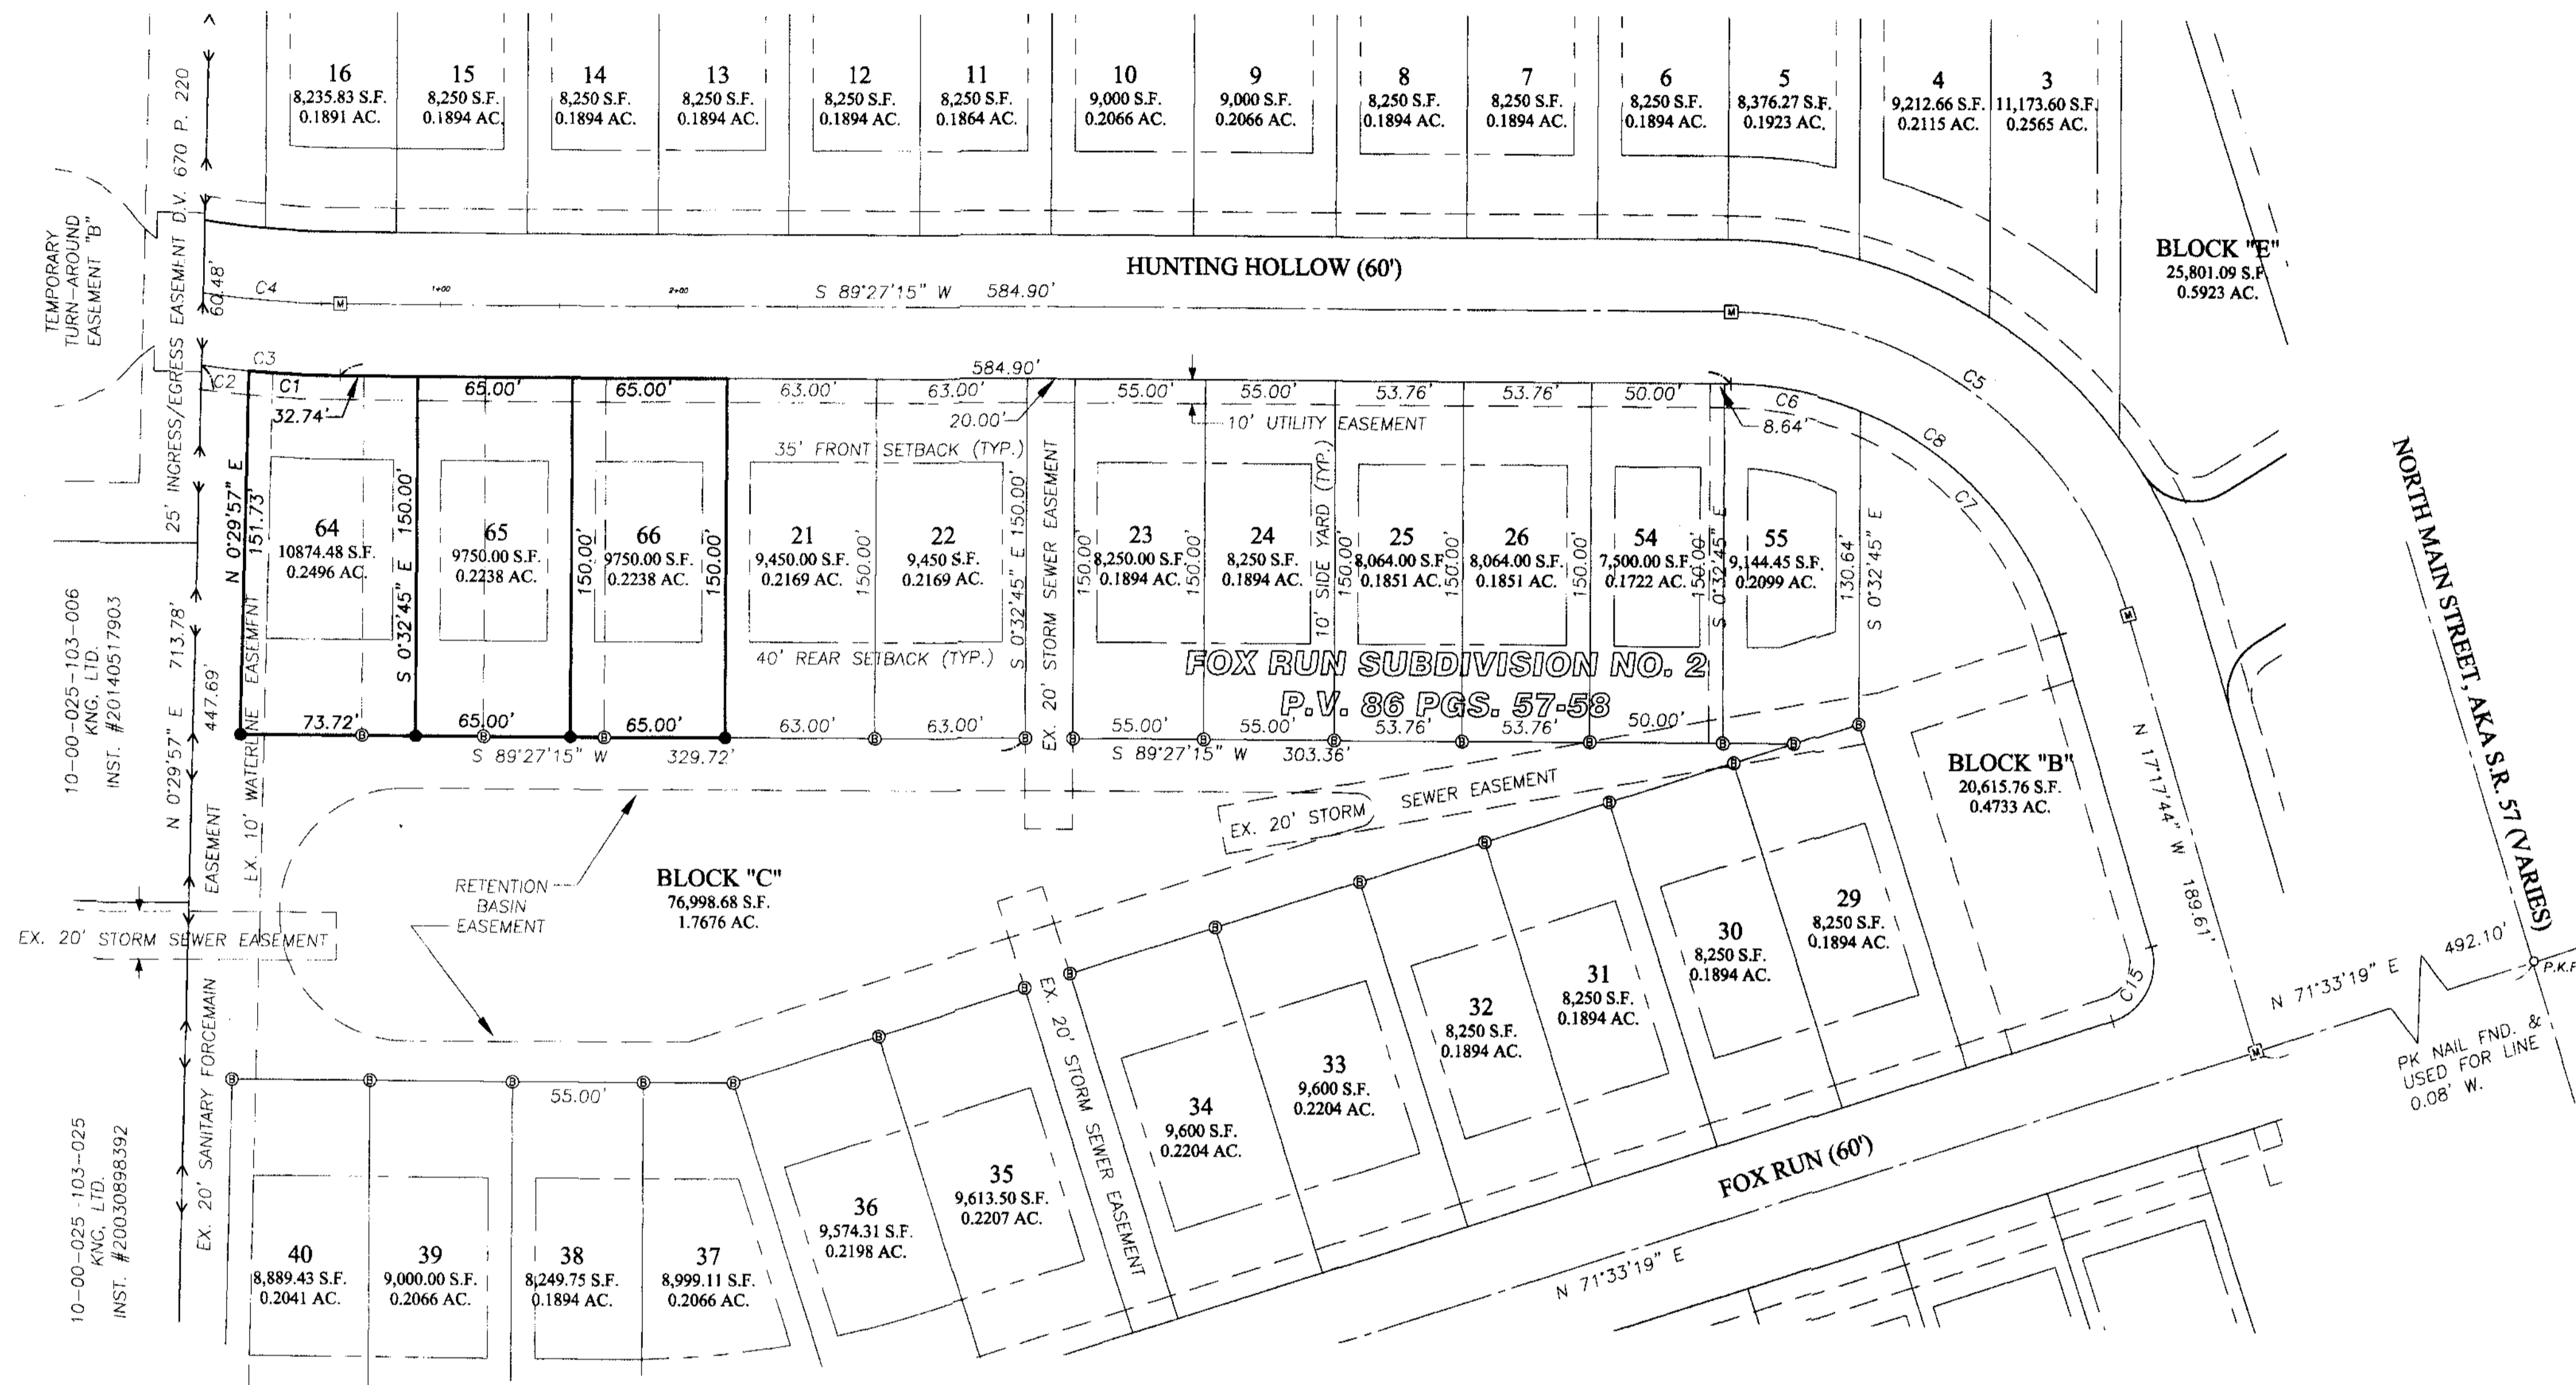 16
8,235.83 S.F.
0.1891 AC.
15
8,250 S.F.
0.1894 AC.
14
8,250 S.F.
0.1894 AC.
13
8,250 S.F.
0.1894 AC.
12
8,250 S.F.
0.1894 AC.
11
8,250 S.F.
0.1864 AC.
10
9,000 S.F.
0.2066 AC.
9
9,000 S.F.
0.2066 AC.
8
8,250 S.F.
0.1894 AC.
7
8,250 S.F.
0.1894 AC.
6
8,250 S.F.
0.1894 AC.
5
8,376.27 S.F.
0.1923 AC.
4
9,212.66 S.F.
0.2115 AC.
3
11,173.60 S.F.
0.2565 AC.
BLOCK "E"
25,801.09 S.F.
0.5923 AC.
TEMPORARY
TURN-AROUND
EASEMENT "B"
25' INGRESS/EGRESS EASEMENT D.V. 670 P. 220
60.48'
HUNTING HOLLOW (60')
C4
M
1+00
2+00
S 89°27'15" W 584.90'
M
C5
C3
C2
C1
32.74'
65.00'
65.00'
584.90'
63.00'
63.00'
20.00'
55.00'
55.00'
53.76'
53.76'
50.00'
10' UTILITY EASEMENT
8.64'
C6
C8
C7
35' FRONT SETBACK (TYP.)
N 0°29'57" E
151.73'
64
10874.48 S.F.
0.2496 AC.
S 0°32'45" E 150.00'
65
9750.00 S.F.
0.2238 AC.
150.00'
66
9750.00 S.F.
0.2238 AC.
150.00'
21
9,450.00 S.F.
0.2169 AC.
150.00'
22
9,450 S.F.
0.2169 AC.
S 0°32'45" E 150.00'
EX. 20' STORM SEWER EASEMENT
150.00'
23
8,250.00 S.F.
0.1894 AC.
150.00'
24
8,250 S.F.
0.1894 AC.
10' SIDE YARD (TYP.)
150.00'
25
8,064.00 S.F.
0.1851 AC.
150.00'
26
8,064.00 S.F.
0.1851 AC.
150.00'
54
7,500.00 S.F.
0.1722 AC.
150.00'
S 0°32'45" E
55
9,144.45 S.F.
0.2099 AC.
130.64'
S 0°32'45" E
M
40' REAR SETBACK (TYP.)
FOX RUN SUBDIVISION NO. 2
P.V. 86 PGS. 57-58
10-00-025-103-006
KNG, LTD.
INST. #20140517903
N 0°29'57" E 713.78'
447.69'
EX. 10' WATERLINE EASEMENT
73.72'
B
65.00'
B
B
65.00'
63.00'
B
63.00'
B
B
55.00'
B
55.00'
B
53.76'
B
53.76'
B
50.00'
B
B
B
S 89°27'15" W 329.72'
S 89°27'15" W 303.36'
EX. 20' STORM
SEWER EASEMENT
BLOCK "B"
20,615.76 S.F.
0.4733 AC.
N 17°17'44" W 189.61'
NORTH MAIN STREET, AKA S.R. 57 (VARIES)
RETENTION
BASIN
EASEMENT
BLOCK "C"
76,998.68 S.F.
1.7676 AC.
EX. 20' STORM SEWER EASEMENT
EX. 20' SANITARY FORCEMAIN EASEMENT
B
B
B
B
B
B
B
B
29
8,250 S.F.
0.1894 AC.
30
8,250 S.F.
0.1894 AC.
31
8,250 S.F.
0.1894 AC.
32
8,250 S.F.
0.1894 AC.
33
9,600 S.F.
0.2204 AC.
34
9,600 S.F.
0.2204 AC.
EX. 20' STORM SEWER EASEMENT
35
9,613.50 S.F.
0.2207 AC.
36
9,574.31 S.F.
0.2198 AC.
C15
M
N 71°33'19" E 492.10'
P.K.F
PK NAIL FND. &
USED FOR LINE
0.08' W.
B
B
B
55.00'
B
B
10-00-025-103-025
KNG, LTD.
INST. #200308898392
40
8,889.43 S.F.
0.2041 AC.
39
9,000.00 S.F.
0.2066 AC.
38
8,249.75 S.F.
0.1894 AC.
37
8,999.11 S.F.
0.2066 AC.
FOX RUN (60')
N 71°33'19" E